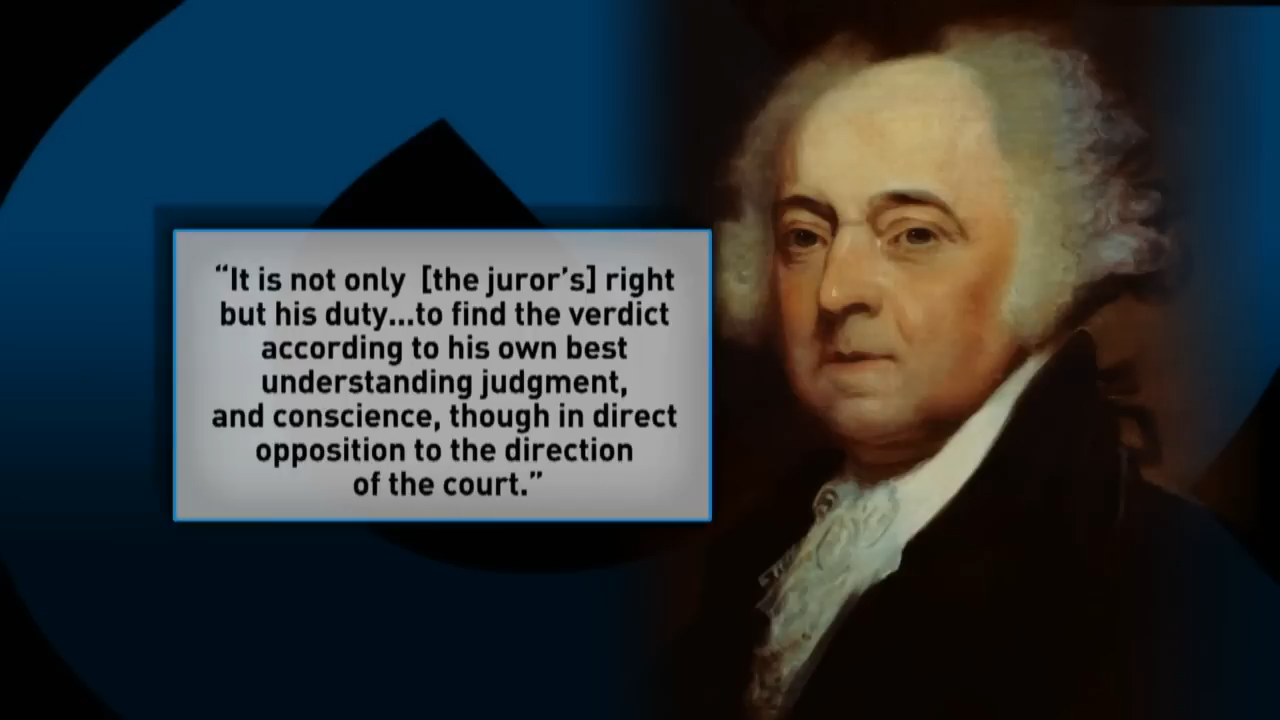 “It is not only [the juror’s] right
but his duty...to find the verdict
according to his own best
understanding judgment,
and conscience, though in direct
opposition to the direction
of the court.”